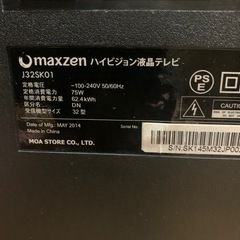 maxzen ハイビジョン液晶テレビ
J32SK01
定格電圧 ~100-240V 50/60Hz
定格消費電力 75W
年間消費電力量 62.4kWh
区分名 DN
受信機型サイズ 32型
PS
E
Date of Mfg.: MAY 2014
Made in China
Serial No.:
MOA STORE CO., LTD.
S/N:SK145M32JP00